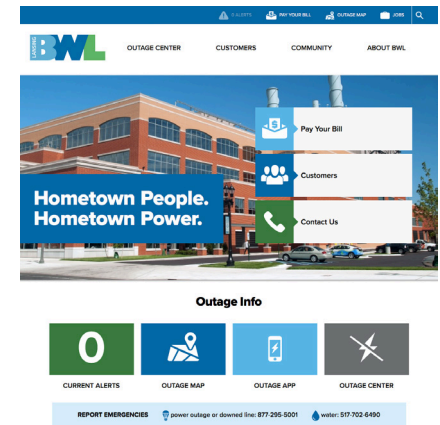 0 ALERTS PAY YOUR BILL OUTAGE MAP JOBS
LANSING
BWL
OUTAGE CENTER CUSTOMERS COMMUNITY ABOUT BWL
Pay Your Bill
Customers
Contact Us
Hometown People.
Hometown Power.
Outage Info
0
CURRENT ALERTS OUTAGE MAP OUTAGE APP OUTAGE CENTER
REPORT EMERGENCIES power outage or downed line: 877-295-5001 water: 517-702-6490